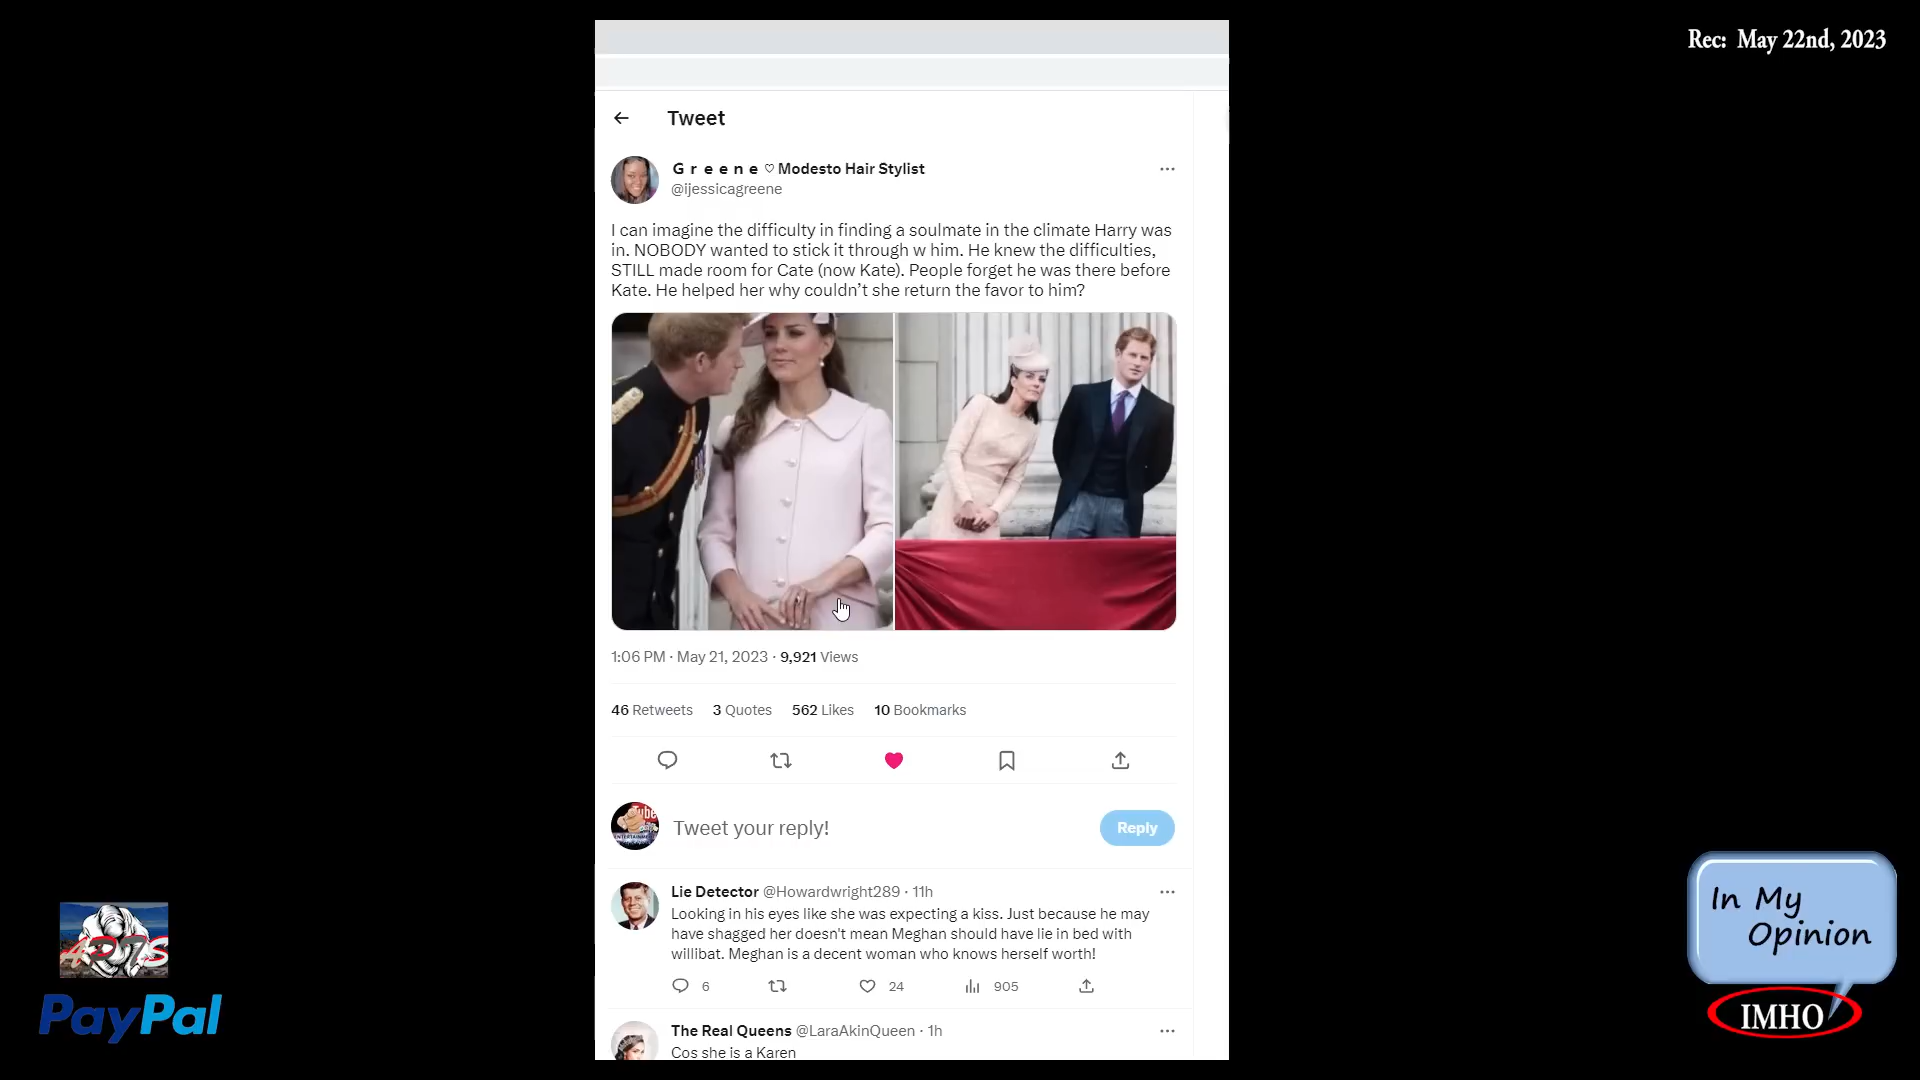 Rec: May 22nd, 2023
Tweet
G r e e n e ♡ Modesto Hair Stylist
@ijessicagreene
I can imagine the difficulty in finding a soulmate in the climate Harry was
in. NOBODY wanted to stick it through w him. He knew the difficulties,
STILL made room for Cate (now Kate). People forget he was there before
Kate. He helped her why couldn’t she return the favor to him?
1:06 PM · May 21, 2023 · 9,921 Views
46 Retweets 3 Quotes 562 Likes 10 Bookmarks
Tweet your reply!
Reply
Lie Detector @Howardwright289 · 11h
Looking in his eyes like she was expecting a kiss. Just because he may
have shagged her doesn't mean Meghan should have lie in bed with
willibat. Meghan is a decent woman who knows herself worth!
6 24 905
The Real Queens @LaraAkinQueen · 1h
Cos she is a Karen
PayPal
In My
Opinion
IMHO